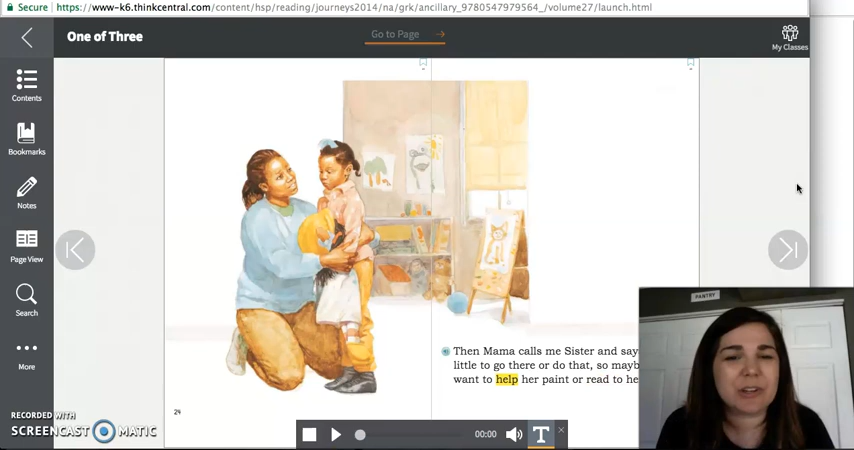 Secure https://www-k6.thinkcentral.com/content/hsp/reading/journeys2014/na/grk/ancillary_9780547979564_/volume27/launch.html
One of Three
Go to Page
My Classes
Contents
Bookmarks
Notes
Page View
Search
More
PANTRY
Then Mama calls me Sister and
little to go there or do that, so
want to help her paint or read to
24
RECORDED WITH
SCREENCAST MATIC
00:00
T